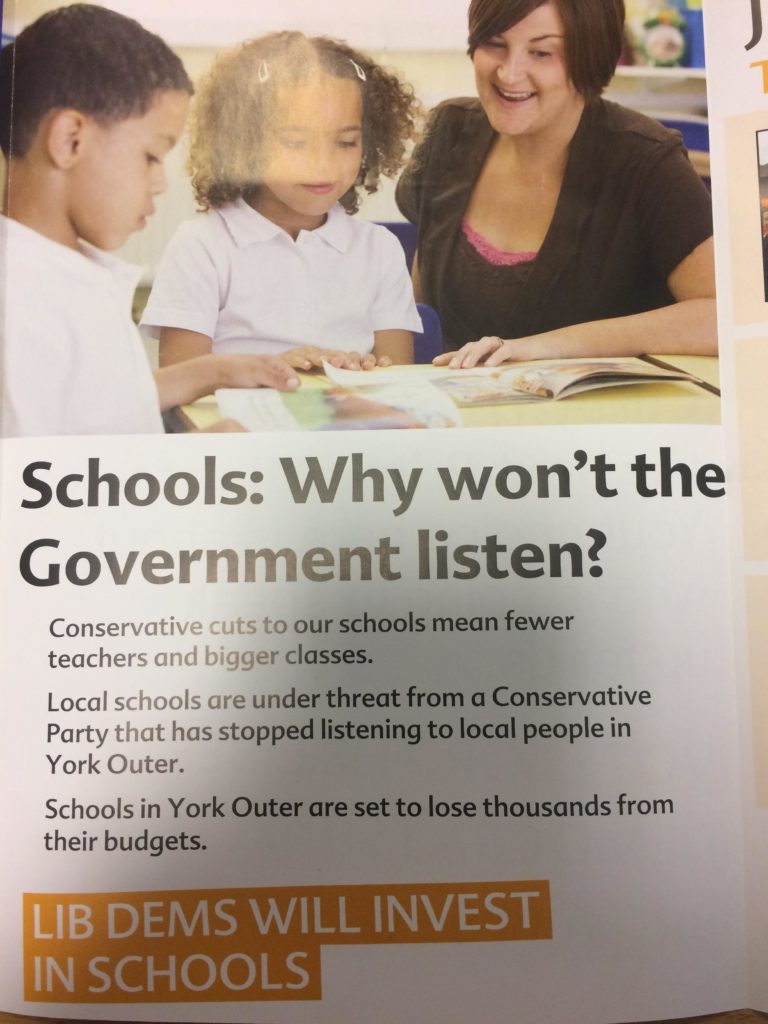 Schools: Why won't the
Government listen?
Conservative cuts to our schools mean fewer
teachers and bigger classes.
Local schools are under threat from a Conservative
Party that has stopped listening to local people in
York Outer.
Schools in York Outer are set to lose thousands from
their budgets.
LIB DEMS WILL INVEST
IN SCHOOLS